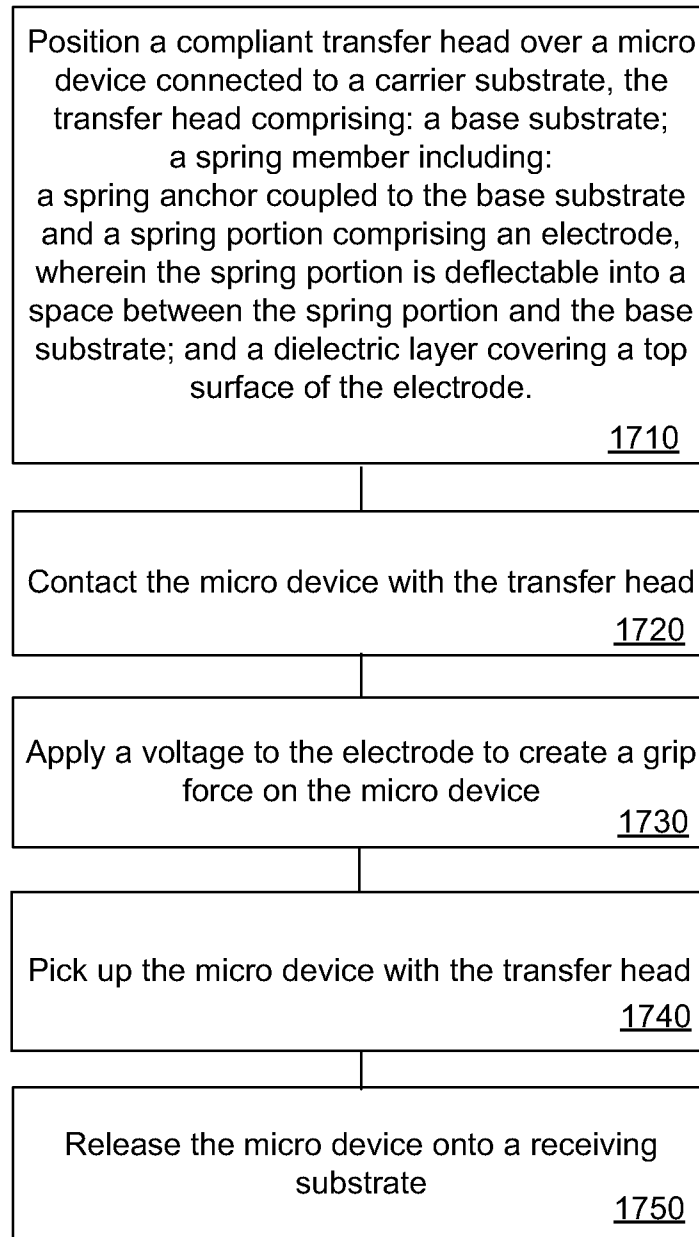 Position a compliant transfer head over a micro
device connected to a carrier substrate, the
transfer head comprising: a base substrate;
a spring member including:
a spring anchor coupled to the base substrate
and a spring portion comprising an electrode,
wherein the spring portion is deflectable into a
space between the spring portion and the base
substrate; and a dielectric layer covering a top
surface of the electrode.
1710
Contact the micro device with the transfer head
1720
Apply a voltage to the electrode to create a grip
force on the micro device
1730
Pick up the micro device with the transfer head
1740
Release the micro device onto a receiving
substrate
1750